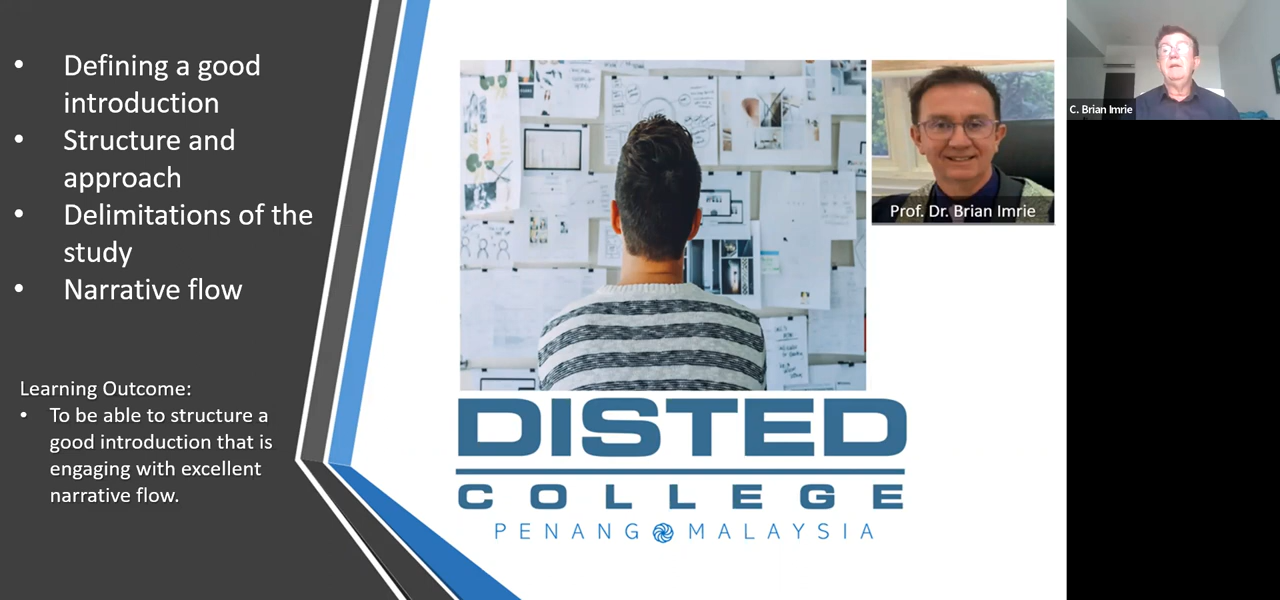 • Defining a good
introduction
• Structure and
approach
• Delimitations of the
study
• Narrative flow
Learning Outcome:
• To be able to structure a
good introduction that is
engaging with excellent
narrative flow.
Prof. Dr. Brian Imrie
DISTED
COLLEGE
PENANG MALAYSIA
C. Brian Imrie